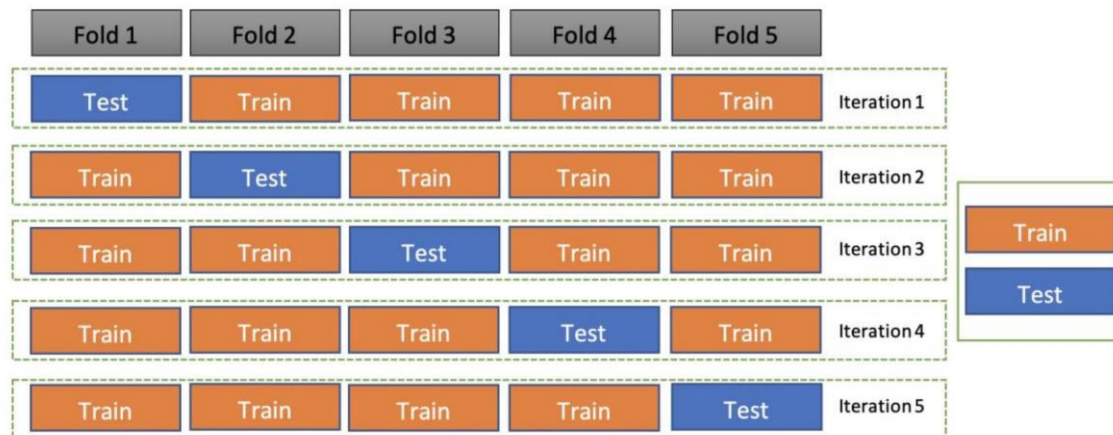 Fold 1 Fold 2 Fold 3 Fold 4 Fold 5
Test Train Train Train Train Iteration 1
Train Test Train Train Train Iteration 2
Train Train Test Train Train Iteration 3
Train Train Train Test Train Iteration 4
Train Train Train Train Test Iteration 5
Train
Test